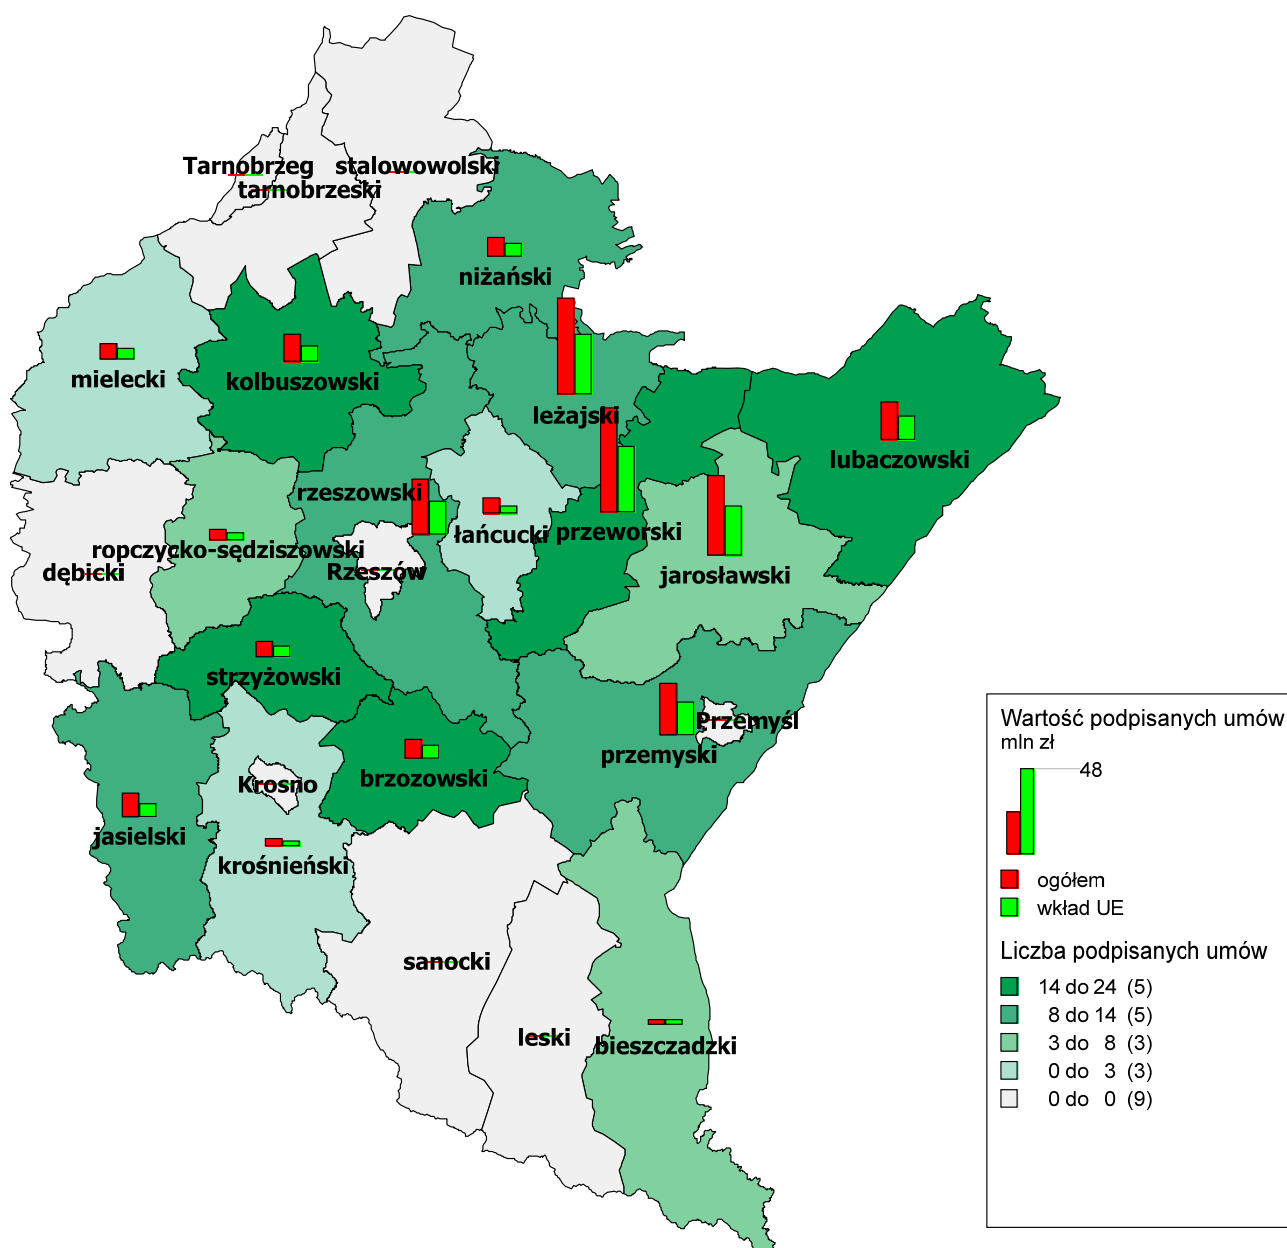 Tarnobrzeg
stalowowolski
tarnobrzeski
niżański
mielecki
kolbuszowski
leżajski
lubaczowski
rzeszowski
łańcucki
przeworski
ropczycko-sędziszowski
dębicki
Rzeszów
jarosławski
strzyżowski
Przemyśl
przemyski
brzozowski
Krosno
jasielski
krośnieński
sanocki
leski
bieszczadzki
Wartość podpisanych umów
mln zł
48
ogółem
wkład UE
Liczba podpisanych umów
14 do 24 (5)
8 do 14 (5)
3 do 8 (3)
0 do 3 (3)
0 do 0 (9)